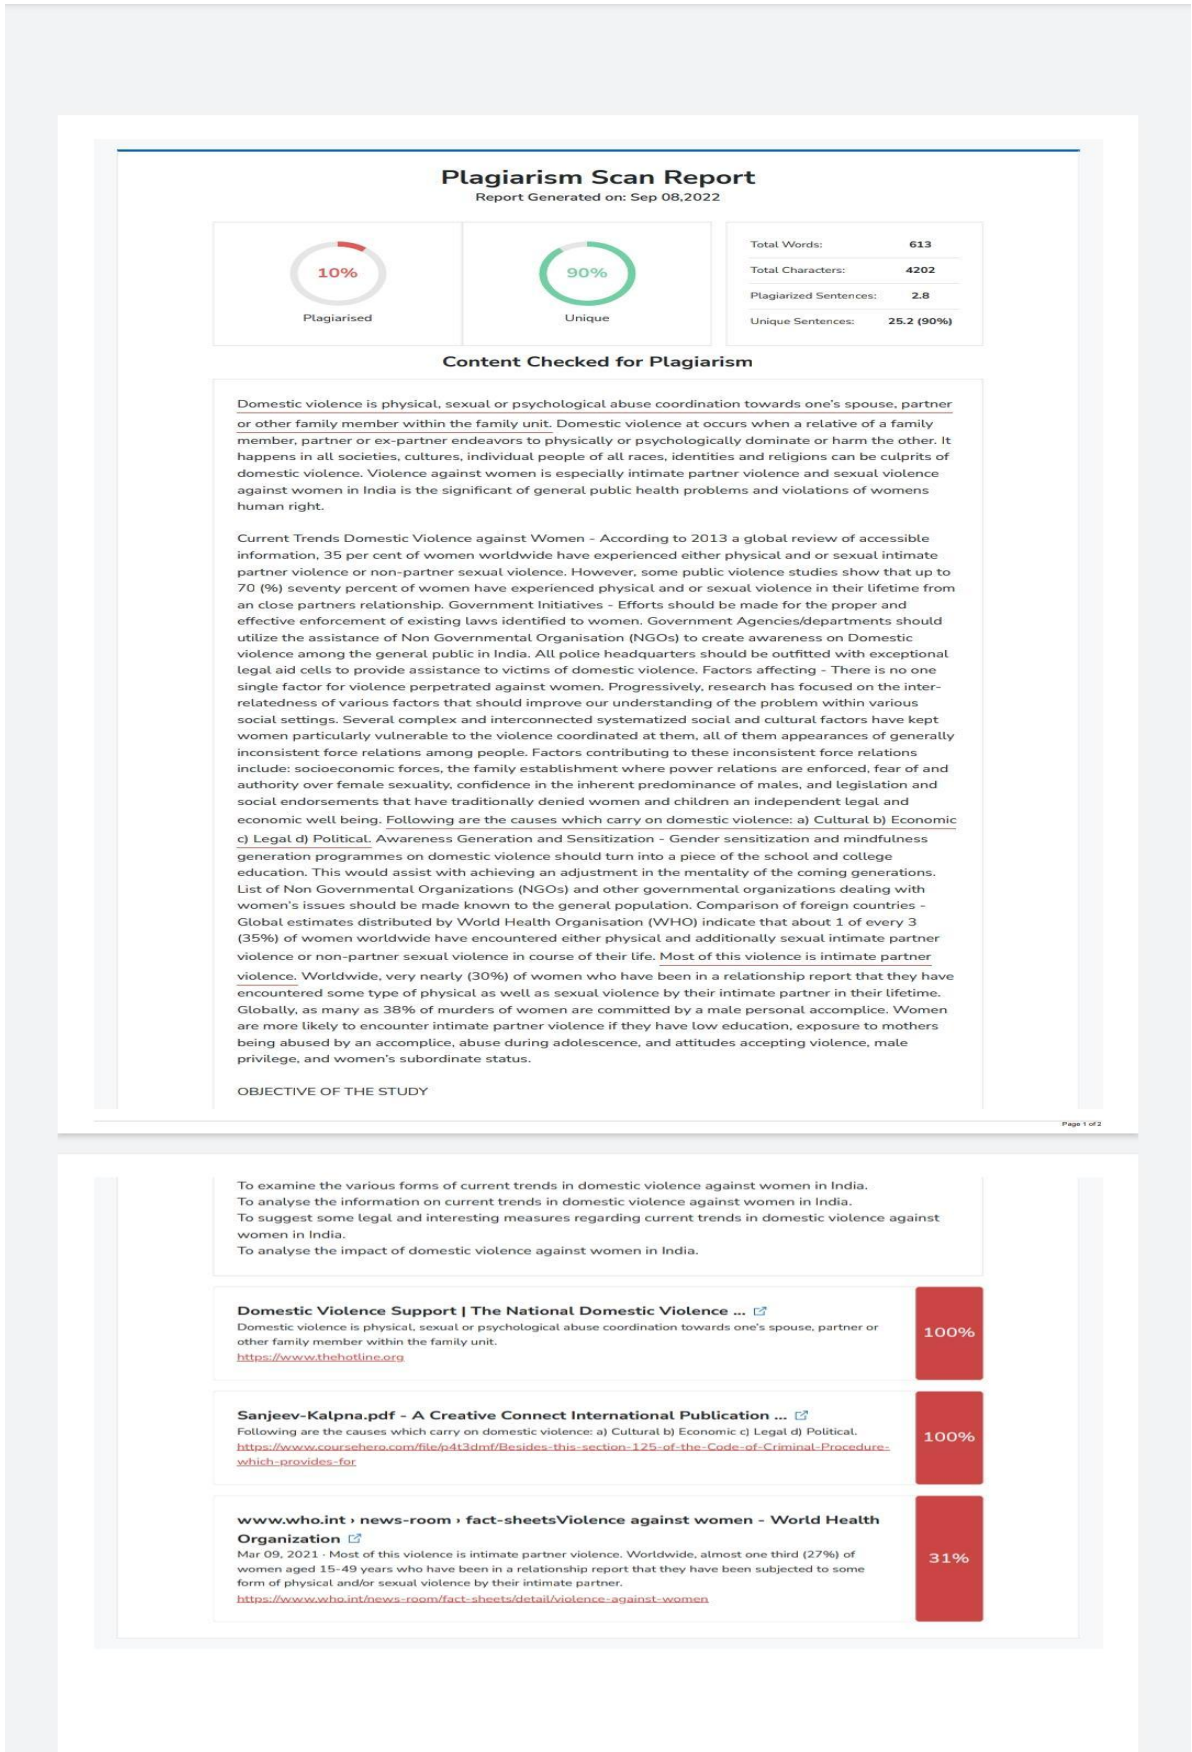 Plagiarism Scan Report
Report Generated on: Sep 08,2022
10%
Plagiarised
90%
Unique
Total Words: 613
Total Characters: 4202
Plagiarized Sentences: 2.8
Unique Sentences: 25.2 (90%)
Content Checked for Plagiarism
Domestic violence is physical, sexual or psychological abuse coordination towards one's spouse, partner
or other family member within the family unit. Domestic violence at occurs when a relative of a family
member, partner or ex-partner endeavors to physically or psychologically dominate or harm the other. It
happens in all societies, cultures, individual people of all races, identities and religions can be culprits of
domestic violence. Violence against women is especially intimate partner violence and sexual violence
against women in India is the significant of general public health problems and violations of womens
human right.
Current Trends Domestic Violence against Women - According to 2013 a global review of accessible
information, 35 per cent of women worldwide have experienced either physical and or sexual intimate
partner violence or non-partner sexual violence. However, some public violence studies show that up to
70 (%) seventy percent of women have experienced physical and or sexual violence in their lifetime from
an close partners relationship. Government Initiatives - Efforts should be made for the proper and
effective enforcement of existing laws identified to women. Government Agencies/departments should
utilize the assistance of Non Governmental Organisation (NGOs) to create awareness on Domestic
violence among the general public in India. All police headquarters should be outfitted with exceptional
legal aid cells to provide assistance to victims of domestic violence. Factors affecting - There is no one
single factor for violence perpetrated against women. Progressively, research has focused on the inter-
relatedness of various factors that should improve our understanding of the problem within various
social settings. Several complex and interconnected systematized social and cultural factors have kept
women particularly vulnerable to the violence coordinated at them, all of them appearances of generally
inconsistent force relations among people. Factors contributing to these inconsistent force relations
include: socioeconomic forces, the family establishment where power relations are enforced, fear of and
authority over female sexuality, confidence in the inherent predominance of males, and legislation and
social endorsements that have traditionally denied women and children an independent legal and
economic well being. Following are the causes which carry on domestic violence: a) Cultural b) Economic
c) Legal d) Political. Awareness Generation and Sensitization - Gender sensitization and mindfulness
generation programmes on domestic violence should turn into a piece of the school and college
education. This would assist with achieving an adjustment in the mentality of the coming generations.
List of Non Governmental Organizations (NGOs) and other governmental organizations dealing with
women's issues should be made known to the general population. Comparison of foreign countries -
Global estimates distributed by World Health Organisation (WHO) indicate that about 1 of every 3
(35%) of women worldwide have encountered either physical and additionally sexual intimate partner
violence or non-partner sexual violence in course of their life. Most of this violence is intimate partner
violence. Worldwide, very nearly (30%) of women who have been in a relationship report that they have
encountered some type of physical as well as sexual violence by their intimate partner in their lifetime.
Globally, as many as 38% of murders of women are committed by a male personal accomplice. Women
are more likely to encounter intimate partner violence if they have low education, exposure to mothers
being abused by an accomplice, abuse during adolescence, and attitudes accepting violence, male
privilege, and women's subordinate status.
OBJECTIVE OF THE STUDY
Page 1 of 2
To examine the various forms of current trends in domestic violence against women in India.
To analyse the information on current trends in domestic violence against women in India.
To suggest some legal and interesting measures regarding current trends in domestic violence against
women in India.
To analyse the impact of domestic violence against women in India.
Domestic Violence Support | The National Domestic Violence ...
Domestic violence is physical, sexual or psychological abuse coordination towards one's spouse, partner or
other family member within the family unit.
https://www.thehotline.org
100%
Sanjeev-Kalpna.pdf - A Creative Connect International Publication ...
Following are the causes which carry on domestic violence: a) Cultural b) Economic c) Legal d) Political.
https://www.coursehero.com/file/p4t3dmf/Besides-this-section-125-of-the-Code-of-Criminal-Procedure-
which-provides-for
100%
www.who.int › news-room › fact-sheetsViolence against women - World Health
Organization
Mar 09, 2021 · Most of this violence is intimate partner violence. Worldwide, almost one third (27%) of
women aged 15-49 years who have been in a relationship report that they have been subjected to some
form of physical and/or sexual violence by their intimate partner.
https://www.who.int/news-room/fact-sheets/detail/violence-against-women
31%